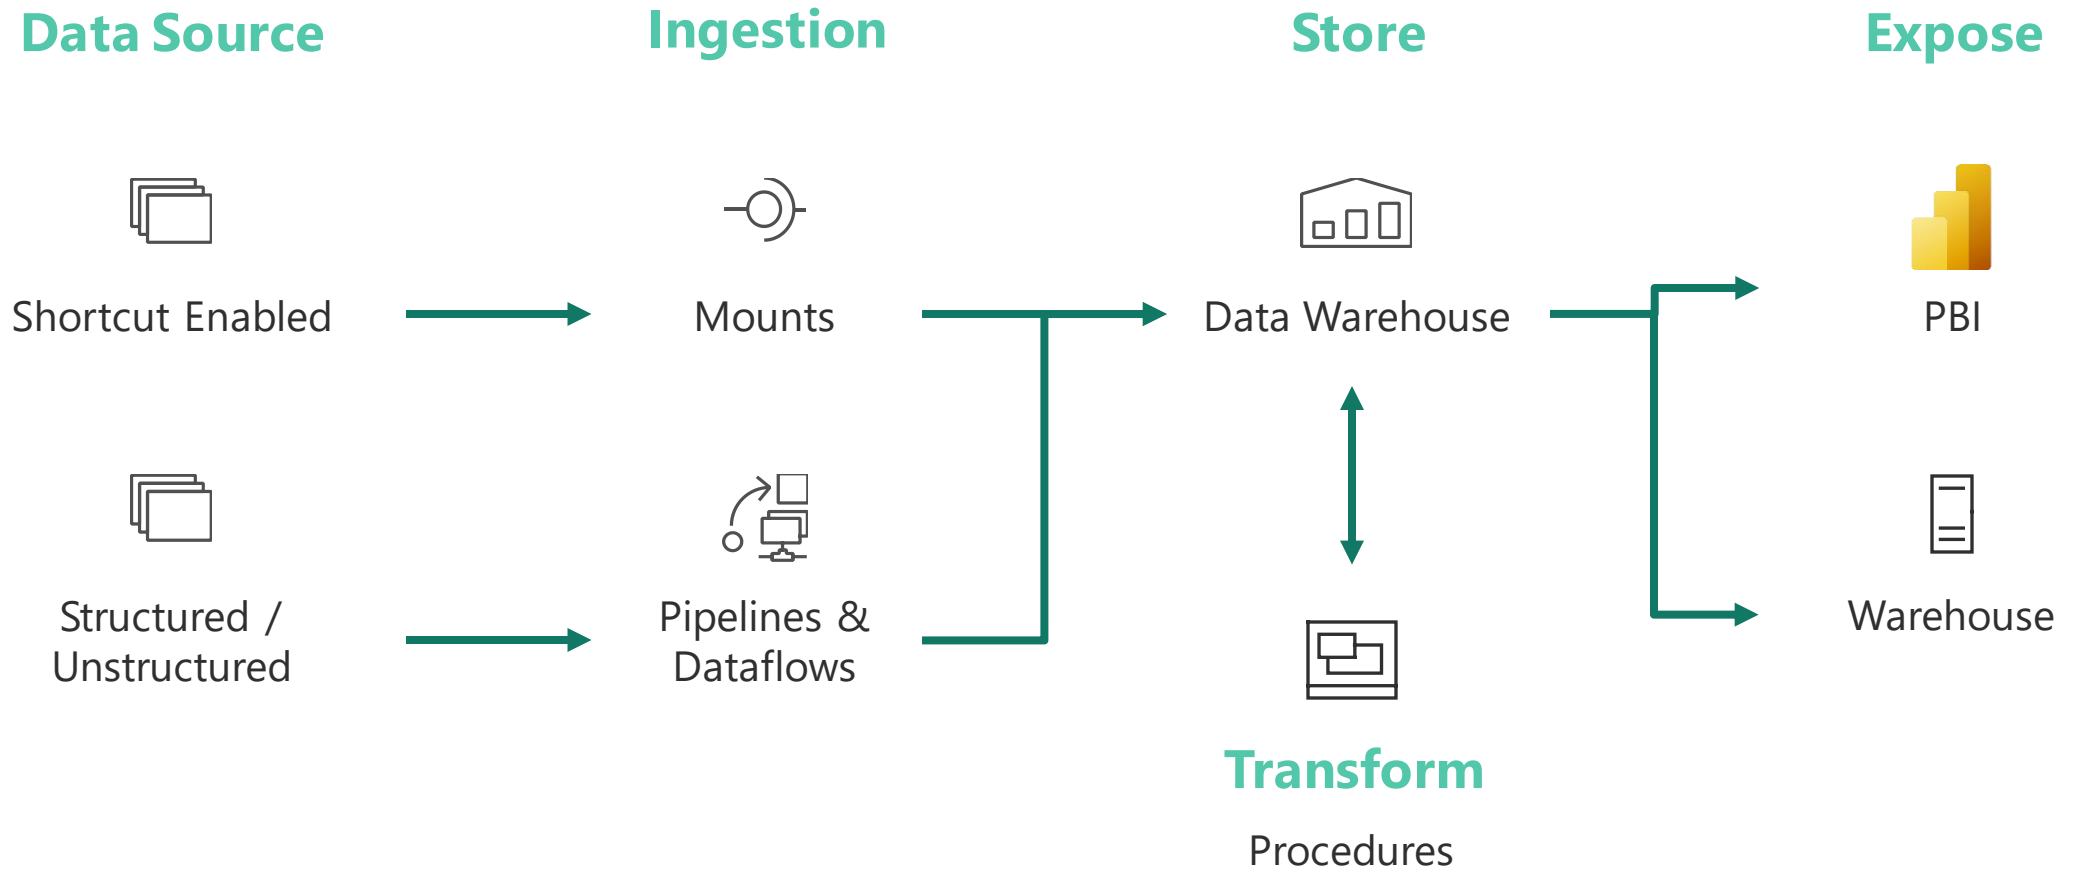 Data Source
Ingestion
Store
Expose
Shortcut Enabled
Mounts
Data Warehouse
PBI
Structured /
Unstructured
Pipelines &
Dataflows
Warehouse
Transform
Procedures